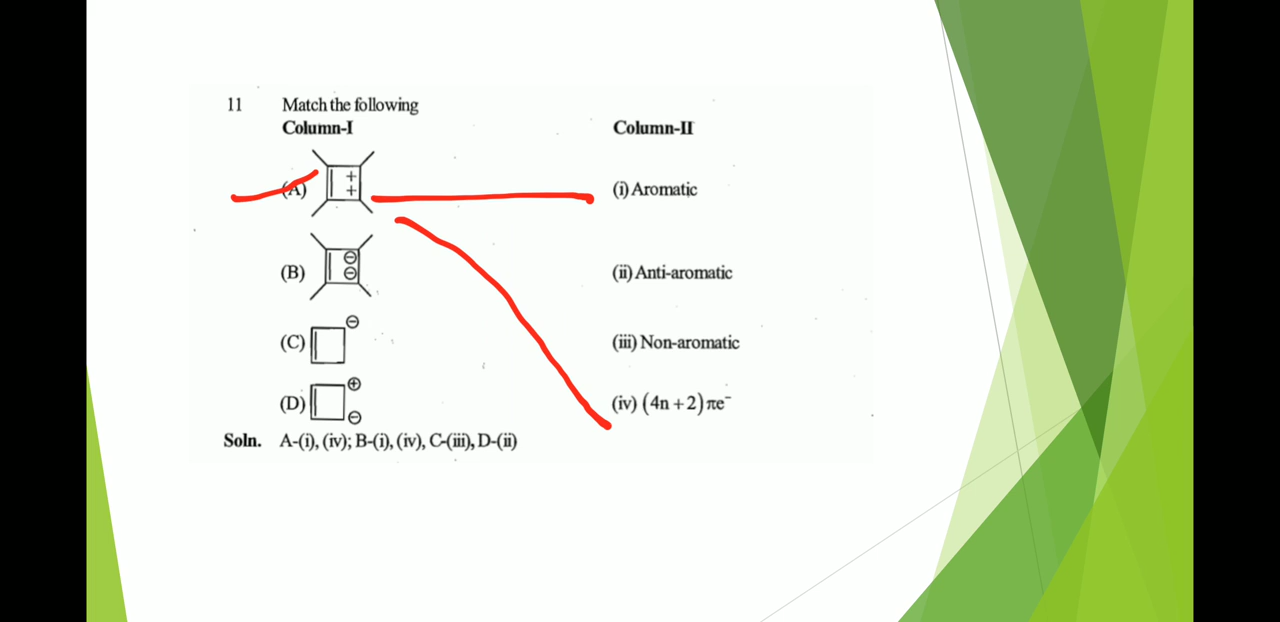 11 Match the following
Column-I Column-II
(A) (i) Aromatic
(B) (ii) Anti-aromatic
(C) (iii) Non-aromatic
(D) (iv) (4n + 2) πe⁻
Soln. A-(i), (iv); B-(i), (iv), C-(iii), D-(ii)